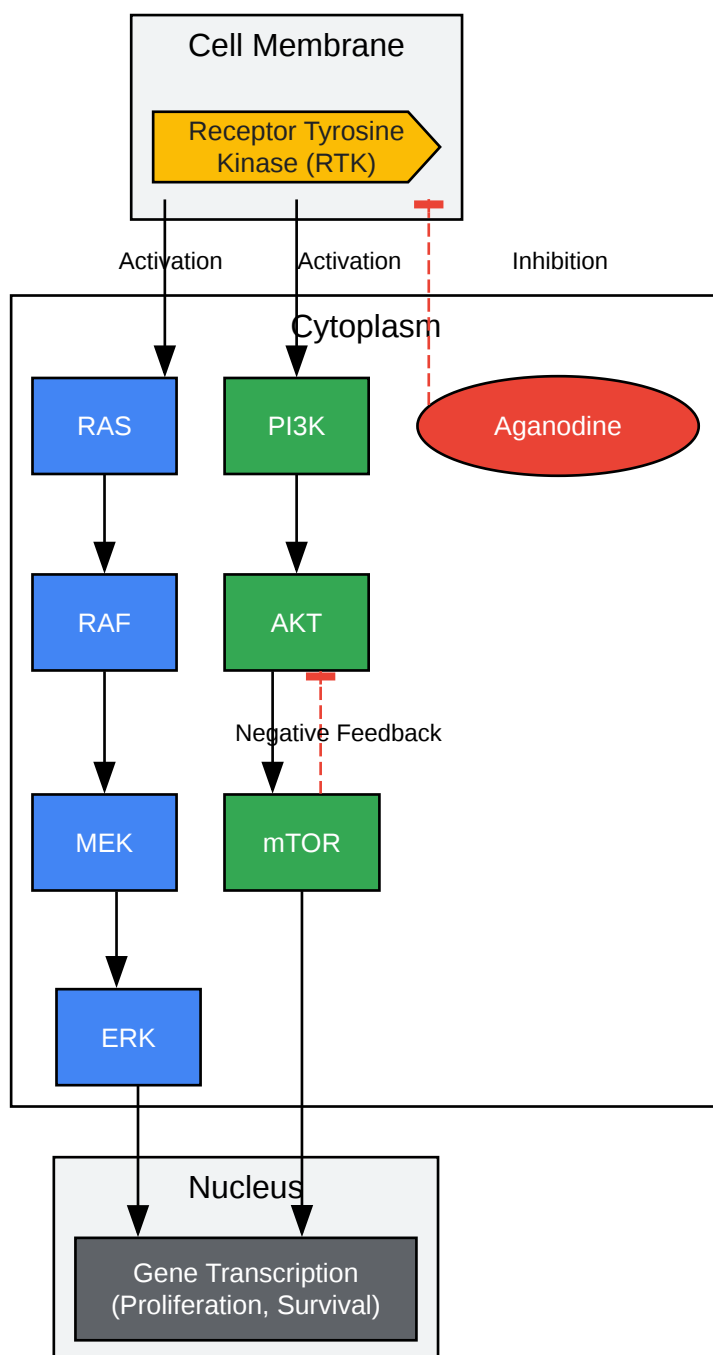 Cell Membrane
Receptor Tyrosine
Kinase (RTK)
Activation
Activation
Inhibition
Cytoplasm
RAS
PI3K
Aganodine
RAF
AKT
Negative Feedback
MEK
mTOR
ERK
Nucleus
Gene Transcription
(Proliferation, Survival)